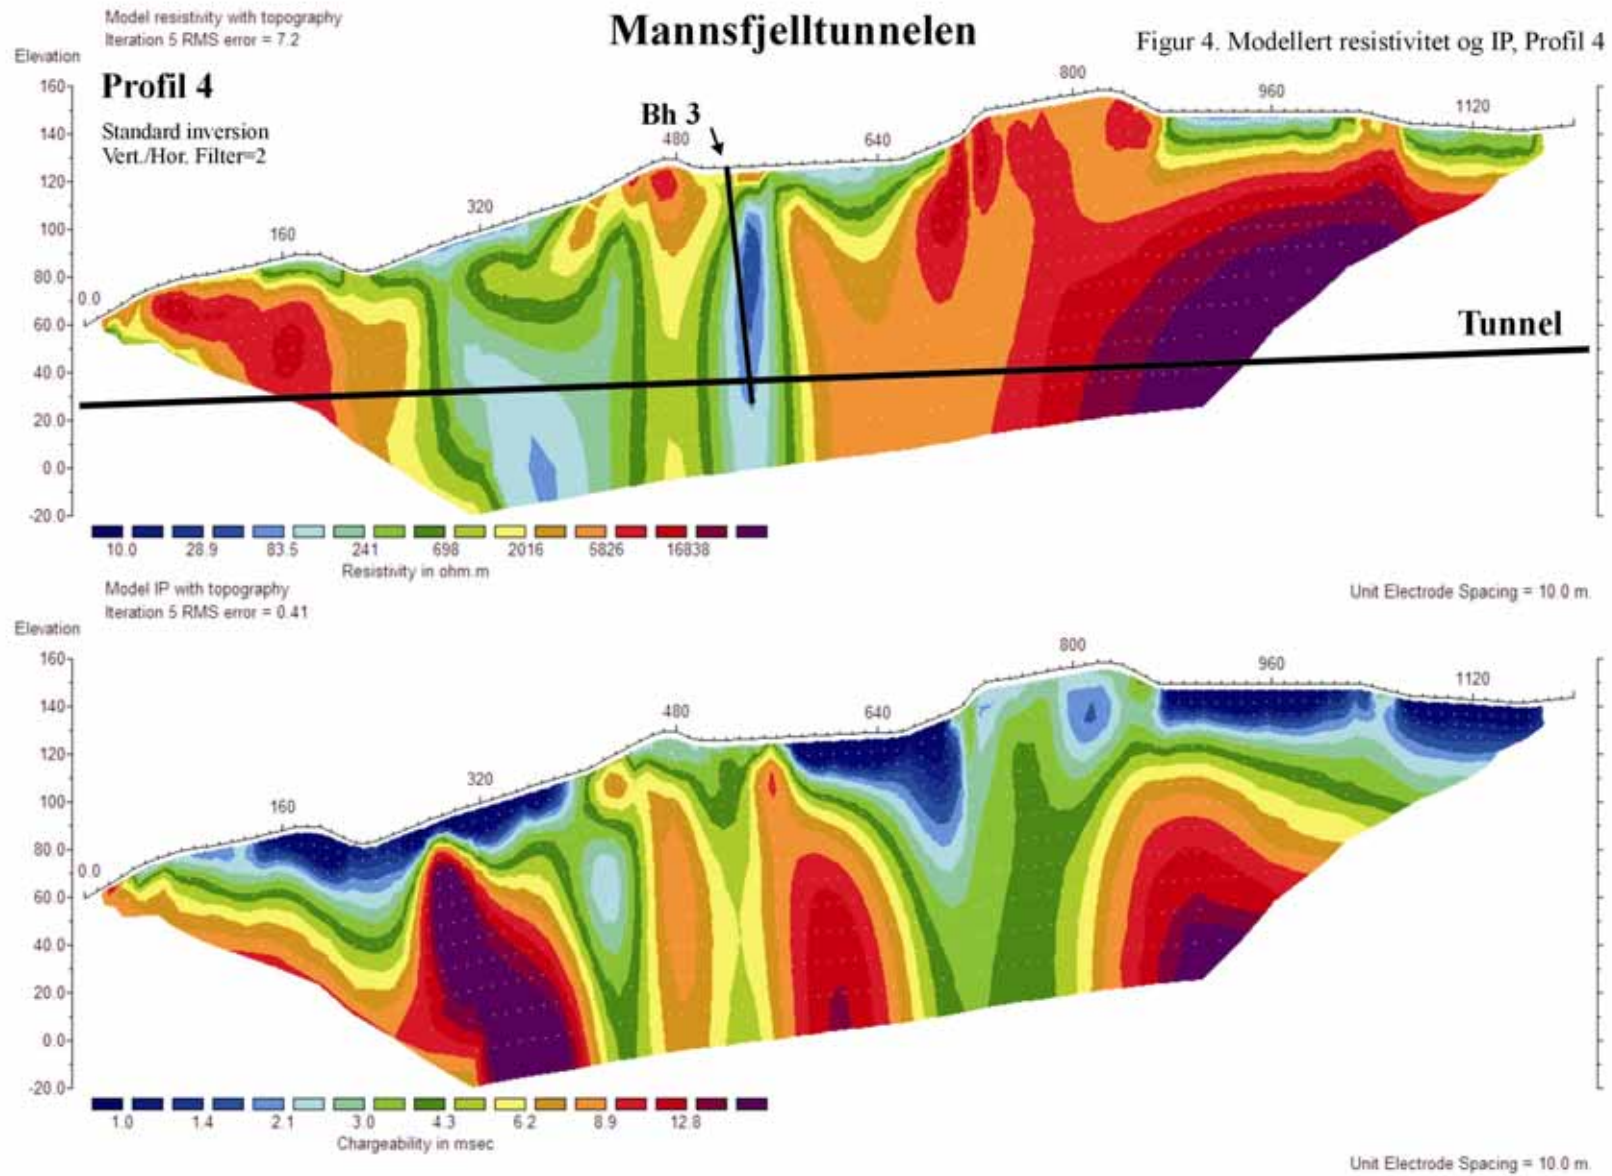 Model resistivity with topography
Iteration 5 RMS error = 7.2
Mannsfjelltunnelen
Figur 4. Modellert resistivitet og IP, Profil 4
Elevation
Profil 4
Standard inversion
Vert./Hor. Filter=2
Bh 3
160
140
120
100
80.0
60.0
40.0
20.0
0.0
-20.0
0.0
160
320
480
640
800
960
1120
Tunnel
10.0 28.9 83.5 241 698 2016 5826 16838
Resistivity in ohm.m
Unit Electrode Spacing = 10.0 m.
Model IP with topography
Iteration 5 RMS error = 0.41
Elevation
160
140
120
100
80.0
60.0
40.0
20.0
0.0
-20.0
0.0
160
320
480
640
800
960
1120
1.0 1.4 2.1 3.0 4.3 6.2 8.9 12.8
Chargeability in msec
Unit Electrode Spacing = 10.0 m.